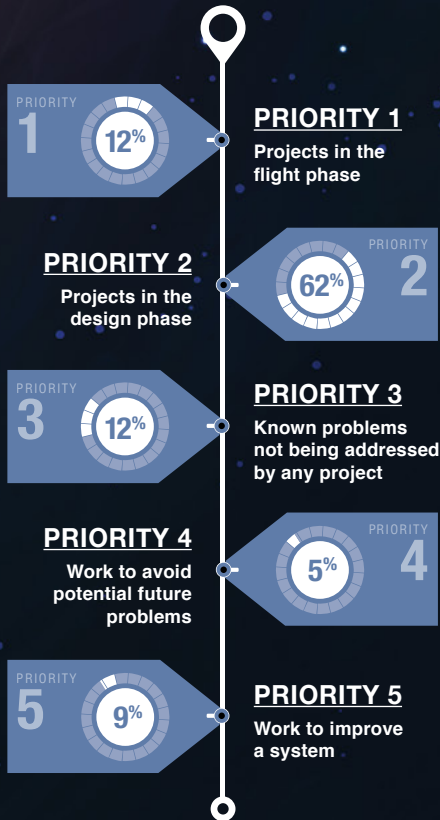 PRIORITY
1
12%
PRIORITY 1
Projects in the
flight phase
PRIORITY 2
Projects in the
design phase
PRIORITY
2
62%
PRIORITY
3
12%
PRIORITY 3
Known problems
not being addressed
by any project
PRIORITY 4
Work to avoid
potential future
problems
PRIORITY
4
5%
PRIORITY
5
9%
PRIORITY 5
Work to improve
a system